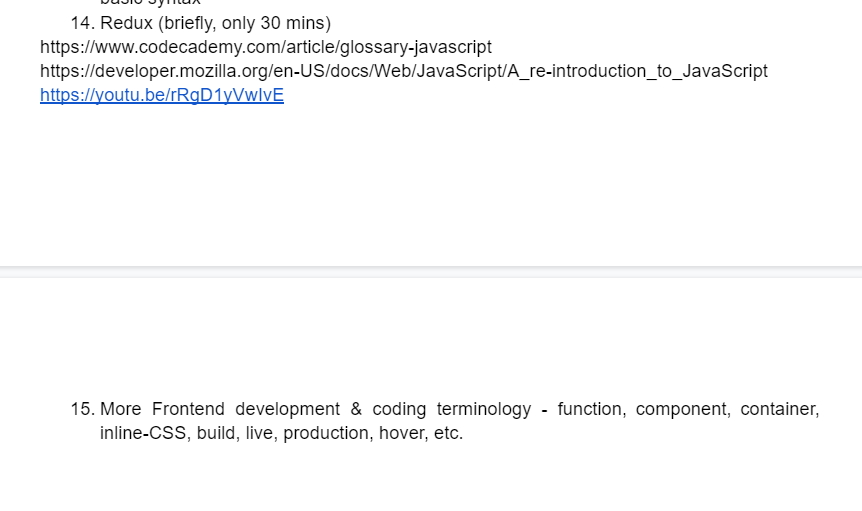 basic syntax
14. Redux (briefly, only 30 mins)
https://www.codecademy.com/article/glossary-javascript
https://developer.mozilla.org/en-US/docs/Web/JavaScript/A_re-introduction_to_JavaScript
https://youtu.be/rRgD1yVwIvE
15. More Frontend development & coding terminology - function, component, container,
inline-CSS, build, live, production, hover, etc.